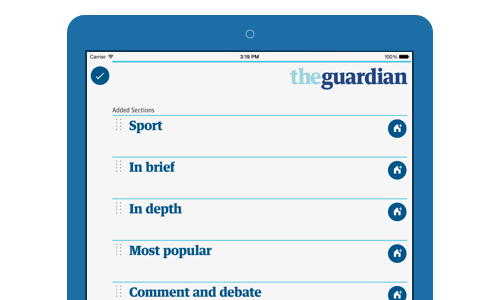 Carrier 3:19 PM 100%
theguardian
Added Sections
Sport
In brief
In depth
Most popular
Comment and debate